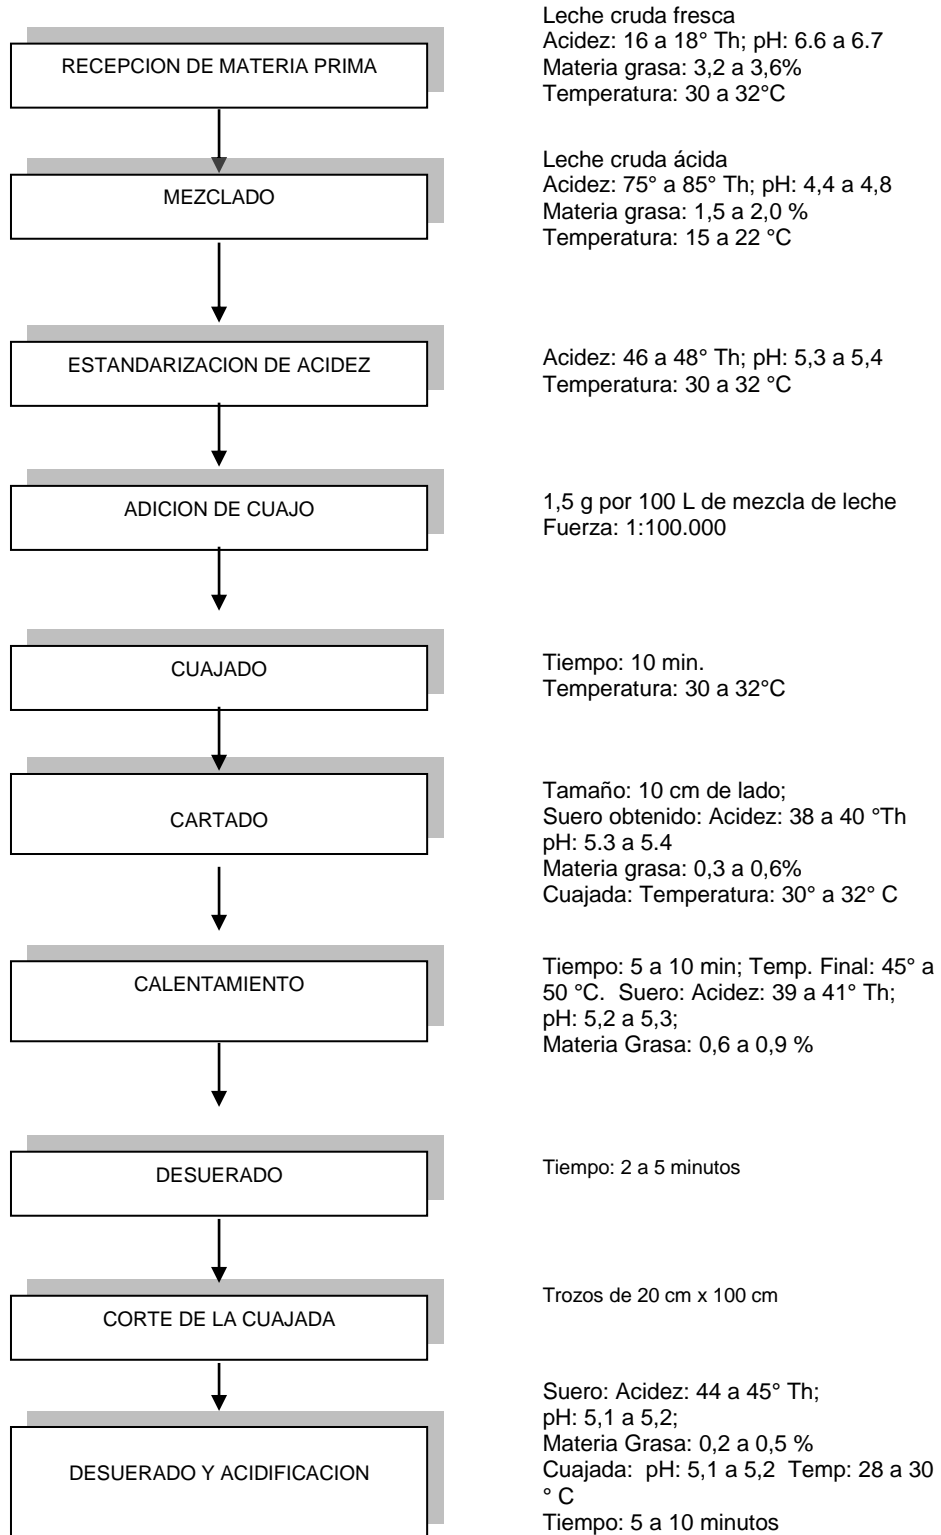 RECEPCION DE MATERIA PRIMA
Leche cruda fresca
Acidez: 16 a 18° Th; pH: 6.6 a 6.7
Materia grasa: 3,2 a 3,6%
Temperatura: 30 a 32°C
MEZCLADO
Leche cruda ácida
Acidez: 75° a 85° Th; pH: 4,4 a 4,8
Materia grasa: 1,5 a 2,0 %
Temperatura: 15 a 22 °C
ESTANDARIZACION DE ACIDEZ
Acidez: 46 a 48° Th; pH: 5,3 a 5,4
Temperatura: 30 a 32 °C
ADICION DE CUAJO
1,5 g por 100 L de mezcla de leche
Fuerza: 1:100.000
CUAJADO
Tiempo: 10 min.
Temperatura: 30 a 32°C
CARTADO
Tamaño: 10 cm de lado;
Suero obtenido: Acidez: 38 a 40 °Th
pH: 5.3 a 5.4
Materia grasa: 0,3 a 0,6%
Cuajada: Temperatura: 30° a 32° C
CALENTAMIENTO
Tiempo: 5 a 10 min; Temp. Final: 45° a
50 °C. Suero: Acidez: 39 a 41° Th;
pH: 5,2 a 5,3;
Materia Grasa: 0,6 a 0,9 %
DESUERADO
Tiempo: 2 a 5 minutos
CORTE DE LA CUAJADA
Trozos de 20 cm x 100 cm
DESUERADO Y ACIDIFICACION
Suero: Acidez: 44 a 45° Th;
pH: 5,1 a 5,2;
Materia Grasa: 0,2 a 0,5 %
Cuajada: pH: 5,1 a 5,2 Temp: 28 a 30
° C
Tiempo: 5 a 10 minutos